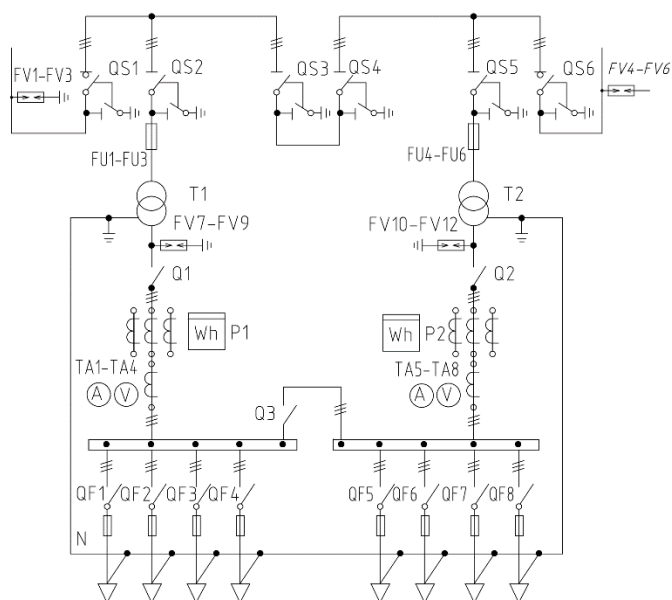 FV1-FV3
QS1
QS2
QS3
QS4
QS5
QS6
FV4-FV6
FU1-FU3
FU4-FU6
T1
T2
FV7-FV9
FV10-FV12
Q1
Q2
Wh
P1
Wh
P2
TA1-TA4
TA5-TA8
A
V
A
V
Q3
QF1
QF2
QF3
QF4
QF5
QF6
QF7
QF8
N